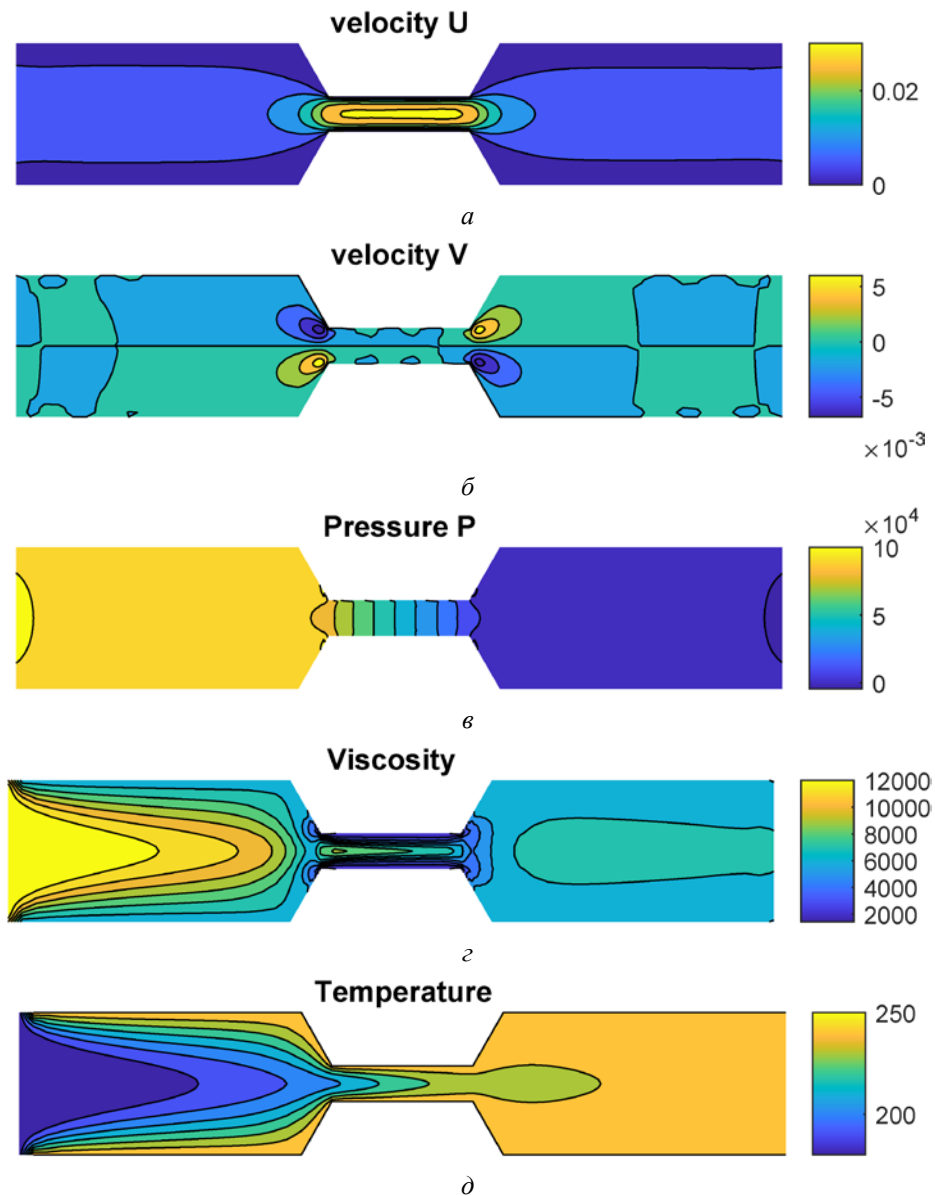 velocity U
0.02
0
а
velocity V
5
0
-5
×10⁻³
б
Pressure P
×10⁴
10
5
0
в
Viscosity
12000
10000
8000
6000
4000
2000
г
Temperature
250
200
д